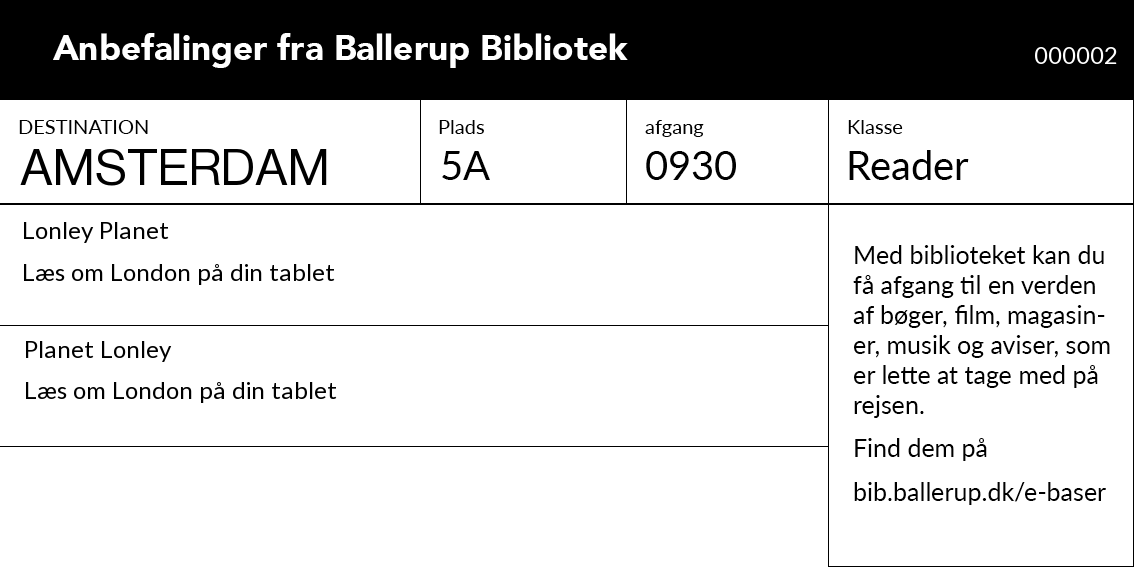 Anbefalinger fra Ballerup Bibliotek
000002
DESTINATION
AMSTERDAM
Plads
5A
afgang
0930
Klasse
Reader
Lonley Planet
Læs om London på din tablet
Planet Lonley
Læs om London på din tablet
Med biblioteket kan du
få afgang til en verden
af bøger, film, magasin-
er, musik og aviser, som
er lette at tage med på
rejsen.
Find dem på
bib.ballerup.dk/e-baser